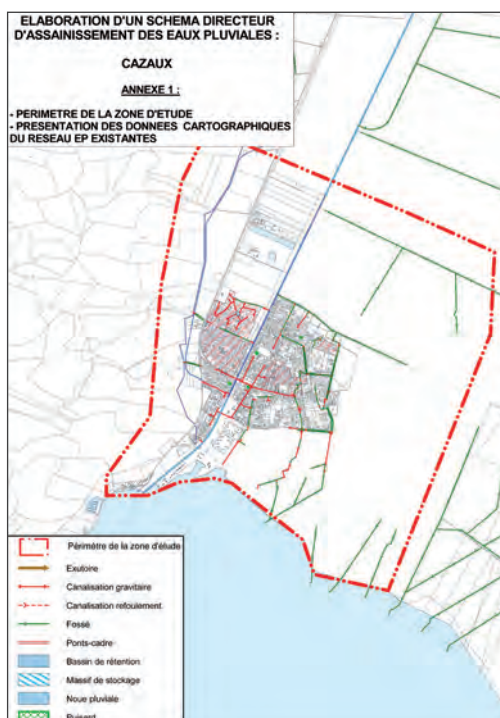 ELABORATION D'UN SCHEMA DIRECTEUR
D'ASSAINISSEMENT DES EAUX PLUVIALES :
CAZAUX
ANNEXE 1 :
- PERIMETRE DE LA ZONE D'ETUDE
- PRESENTATION DES DONNEES CARTOGRAPHIQUES
DU RESEAU EP EXISTANTES
Périmètre de la zone d'étude
Exutoire
Canalisation gravitaire
Canalisation refoulement
Fossé
Ponts-cadre
Bassin de rétention
Massif de stockage
Noue pluviale
Puisard